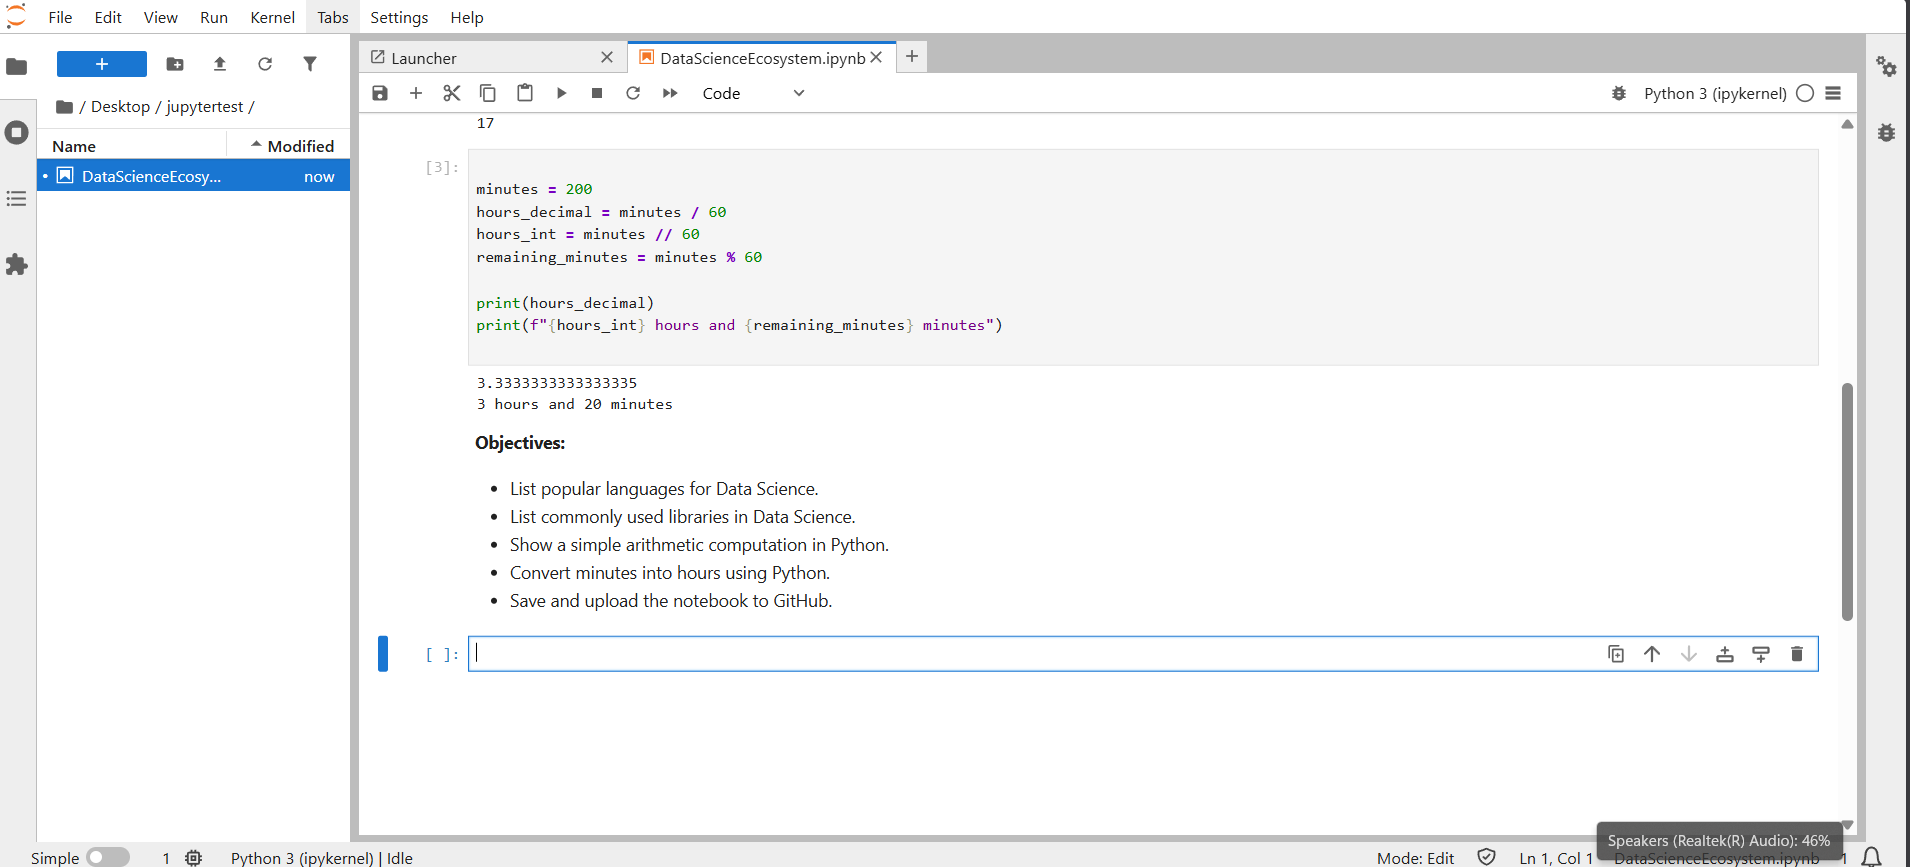 File Edit View Run Kernel Tabs Settings Help
Launcher
DataScienceEcosystem.ipynb
Code
Python 3 (ipykernel)
/ Desktop / jupytertest /
Name
Modified
DataScienceEcosy...
now
17
[3]:
minutes = 200
hours_decimal = minutes / 60
hours_int = minutes // 60
remaining_minutes = minutes % 60
print(hours_decimal)
print(f"{hours_int} hours and {remaining_minutes} minutes")
3.3333333333333335
3 hours and 20 minutes
Objectives:
• List popular languages for Data Science.
• List commonly used libraries in Data Science.
• Show a simple arithmetic computation in Python.
• Convert minutes into hours using Python.
• Save and upload the notebook to GitHub.
[ ]:
Speakers (Realtek(R) Audio): 46%
Simple
1
Python 3 (ipykernel) | Idle
Mode: Edit
Ln 1, Col 1
DataScienceEcosystem.ipynb
1